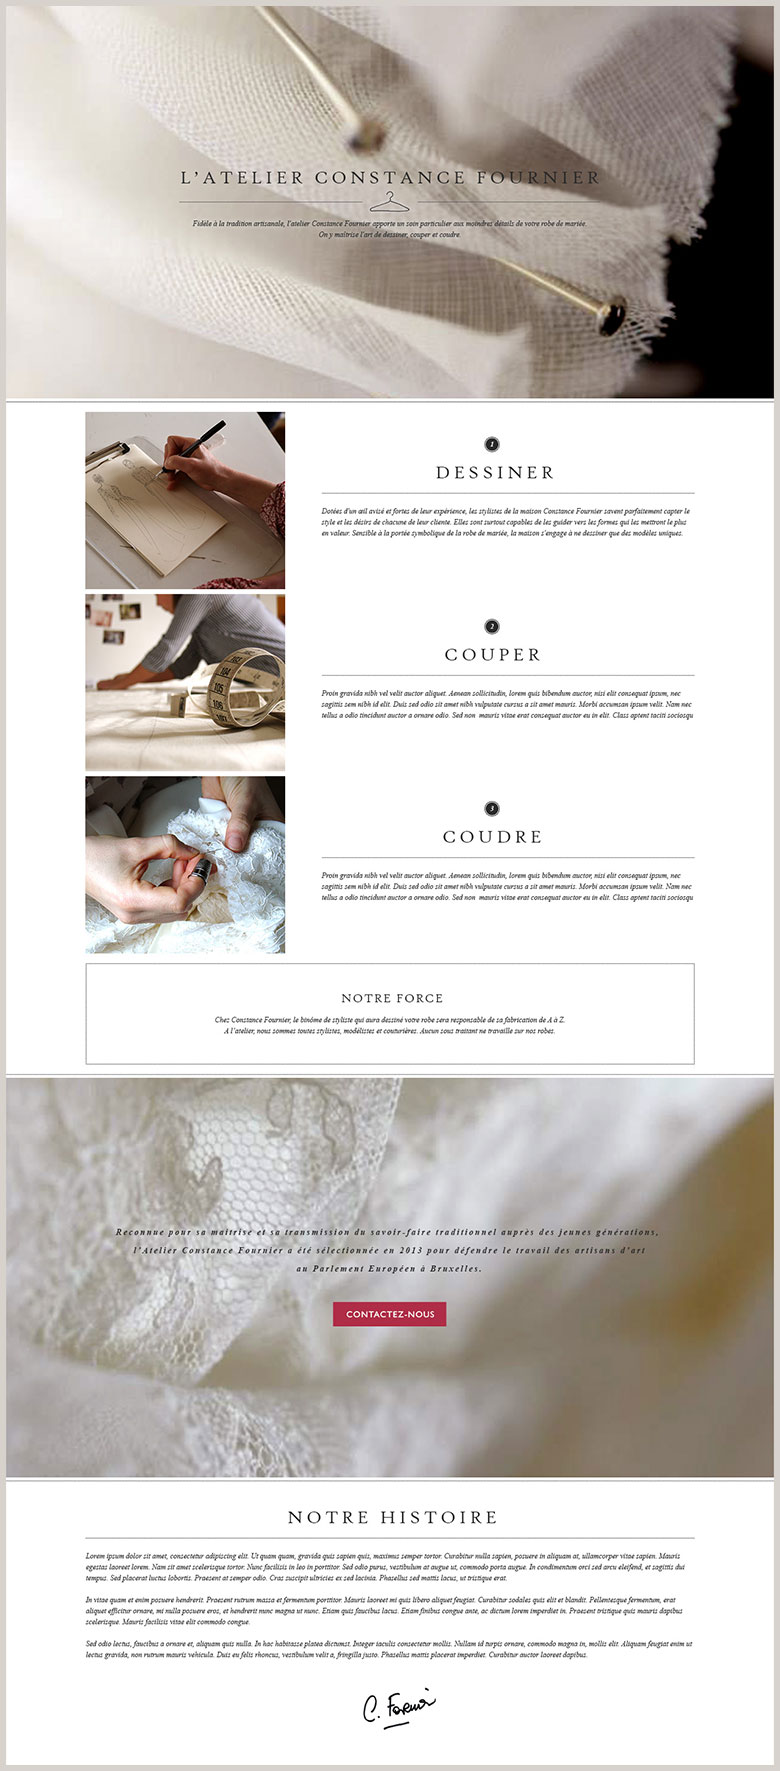 L'ATELIER CONSTANCE FOURNIER
Fidèle à la tradition artisanale, l'atelier Constance Fournier apporte un soin particulier aux moindres détails de votre robe de mariée.
On y maîtrise l'art de dessiner, couper et coudre.
1
DESSINER
Dotées d'un œil avisé et fortes de leur expérience, les stylistes de la maison Constance Fournier savent parfaitement capter le
style et les désirs de chacune de leur cliente. Elles sont surtout capables de les guider vers les formes qui les mettront le plus
en valeur. Sensible à la portée symbolique de la robe de mariée, la maison s'engage à ne dessiner que des modèles uniques.
2
COUPER
Proin gravida nibh vel velit auctor aliquet. Aenean sollicitudin, lorem quis bibendum auctor, nisi elit consequat ipsum, nec
sagittis sem nibh id elit. Duis sed odio sit amet nibh vulputate cursus a sit amet mauris. Morbi accumsan ipsum velit. Nam nec
tellus a odio tincidunt auctor a ornare odio. Sed non mauris vitae erat consequat auctor eu in elit. Class aptent taciti sociosqu
3
COUDRE
Proin gravida nibh vel velit auctor aliquet. Aenean sollicitudin, lorem quis bibendum auctor, nisi elit consequat ipsum, nec
sagittis sem nibh id elit. Duis sed odio sit amet nibh vulputate cursus a sit amet mauris. Morbi accumsan ipsum velit. Nam nec
tellus a odio tincidunt auctor a ornare odio. Sed non mauris vitae erat consequat auctor eu in elit. Class aptent taciti sociosqu
104
105
106
NOTRE FORCE
Chez Constance Fournier, le binôme de styliste qui aura dessiné votre robe sera responsable de sa fabrication de A à Z.
A l'atelier, nous sommes toutes stylistes, modélistes et couturières. Aucun sous traitant ne travaille sur nos robes.
Reconnue pour sa maîtrise et sa transmission du savoir-faire traditionnel auprès des jeunes générations,
l'Atelier Constance Fournier a été sélectionnée en 2013 pour défendre le travail des artisans d'art
au Parlement Européen à Bruxelles.
CONTACTEZ-NOUS
NOTRE HISTOIRE
Lorem ipsum dolor sit amet, consectetur adipiscing elit. Ut quam quam, gravida quis sapien quis, maximus semper tortor. Curabitur nulla sapien, posuere in aliquam at, ullamcorper vitae sapien. Mauris
egestas laoreet lorem. Nam sit amet scelerisque tortor. Nunc facilisis in leo in porttitor. Sed odio purus, vestibulum at augue ut, commodo porta augue. In condimentum orci sed arcu eleifend, et sagittis dui
tempus. Sed placerat luctus lobortis. Praesent at semper odio. Cras suscipit ultricies ex sed lacinia. Phasellus sed mattis lacus, ut tristique erat.
In vitae quam et enim posuere hendrerit. Praesent rutrum massa et fermentum porttitor. Mauris laoreet mi quis libero aliquet feugiat. Curabitur sodales quis elit et blandit. Pellentesque fermentum, erat
aliquet efficitur ornare, mi nulla posuere eros, et hendrerit nunc magna ut nunc. Etiam quis faucibus lacus. Etiam finibus congue ante, ac dictum lorem imperdiet in. Praesent tristique quis mauris dapibus
scelerisque. Mauris facilisis vitae elit commodo congue.
Sed odio lectus, faucibus a ornare et, aliquam quis nulla. In hac habitasse platea dictumst. Integer iaculis consectetur mollis. Nullam id turpis ornare, commodo magna in, mollis elit. Aliquam feugiat enim ut
lectus gravida, non rutrum mauris vehicula. Duis eu felis rhoncus, vestibulum velit a, fringilla justo. Phasellus mattis placerat imperdiet. Curabitur auctor laoreet dapibus.